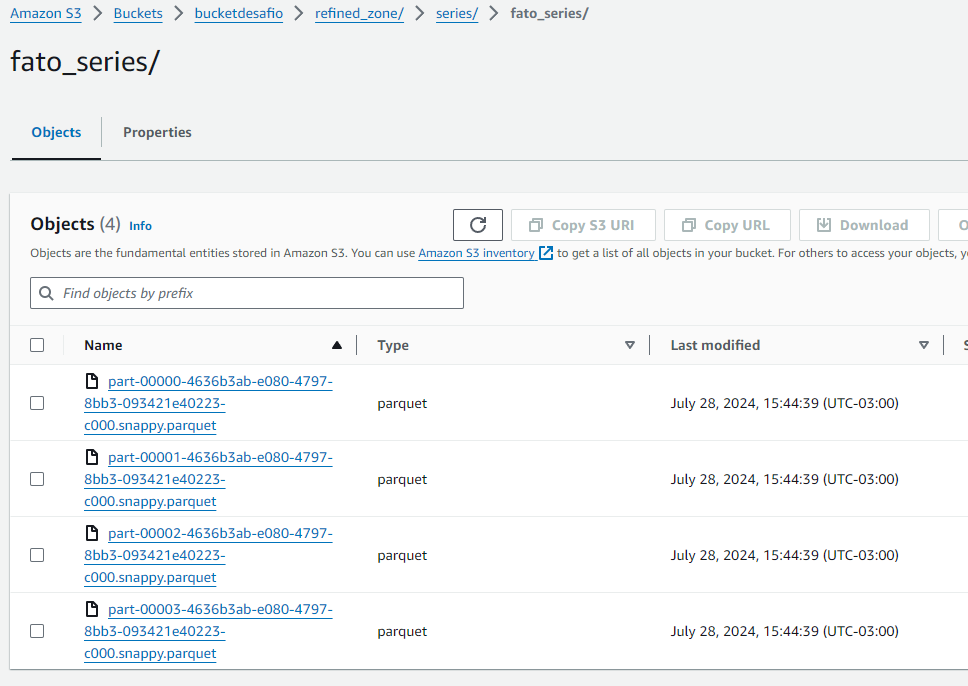 Amazon S3 > Buckets > bucketdesafio > refined_zone/ > series/ > fato_series/
fato_series/
Objects Properties
Objects (4) Info Copy S3 URI Copy URL Download
Objects are the fundamental entities stored in Amazon S3. You can use Amazon S3 inventory to get a list of all objects in your bucket. For others to access your objects,
Find objects by prefix
Name Type Last modified
part-00000-4636b3ab-e080-4797-
8bb3-093421e40223- parquet July 28, 2024, 15:44:39 (UTC-03:00)
c000.snappy.parquet
part-00001-4636b3ab-e080-4797-
8bb3-093421e40223- parquet July 28, 2024, 15:44:39 (UTC-03:00)
c000.snappy.parquet
part-00002-4636b3ab-e080-4797-
8bb3-093421e40223- parquet July 28, 2024, 15:44:39 (UTC-03:00)
c000.snappy.parquet
part-00003-4636b3ab-e080-4797-
8bb3-093421e40223- parquet July 28, 2024, 15:44:39 (UTC-03:00)
c000.snappy.parquet